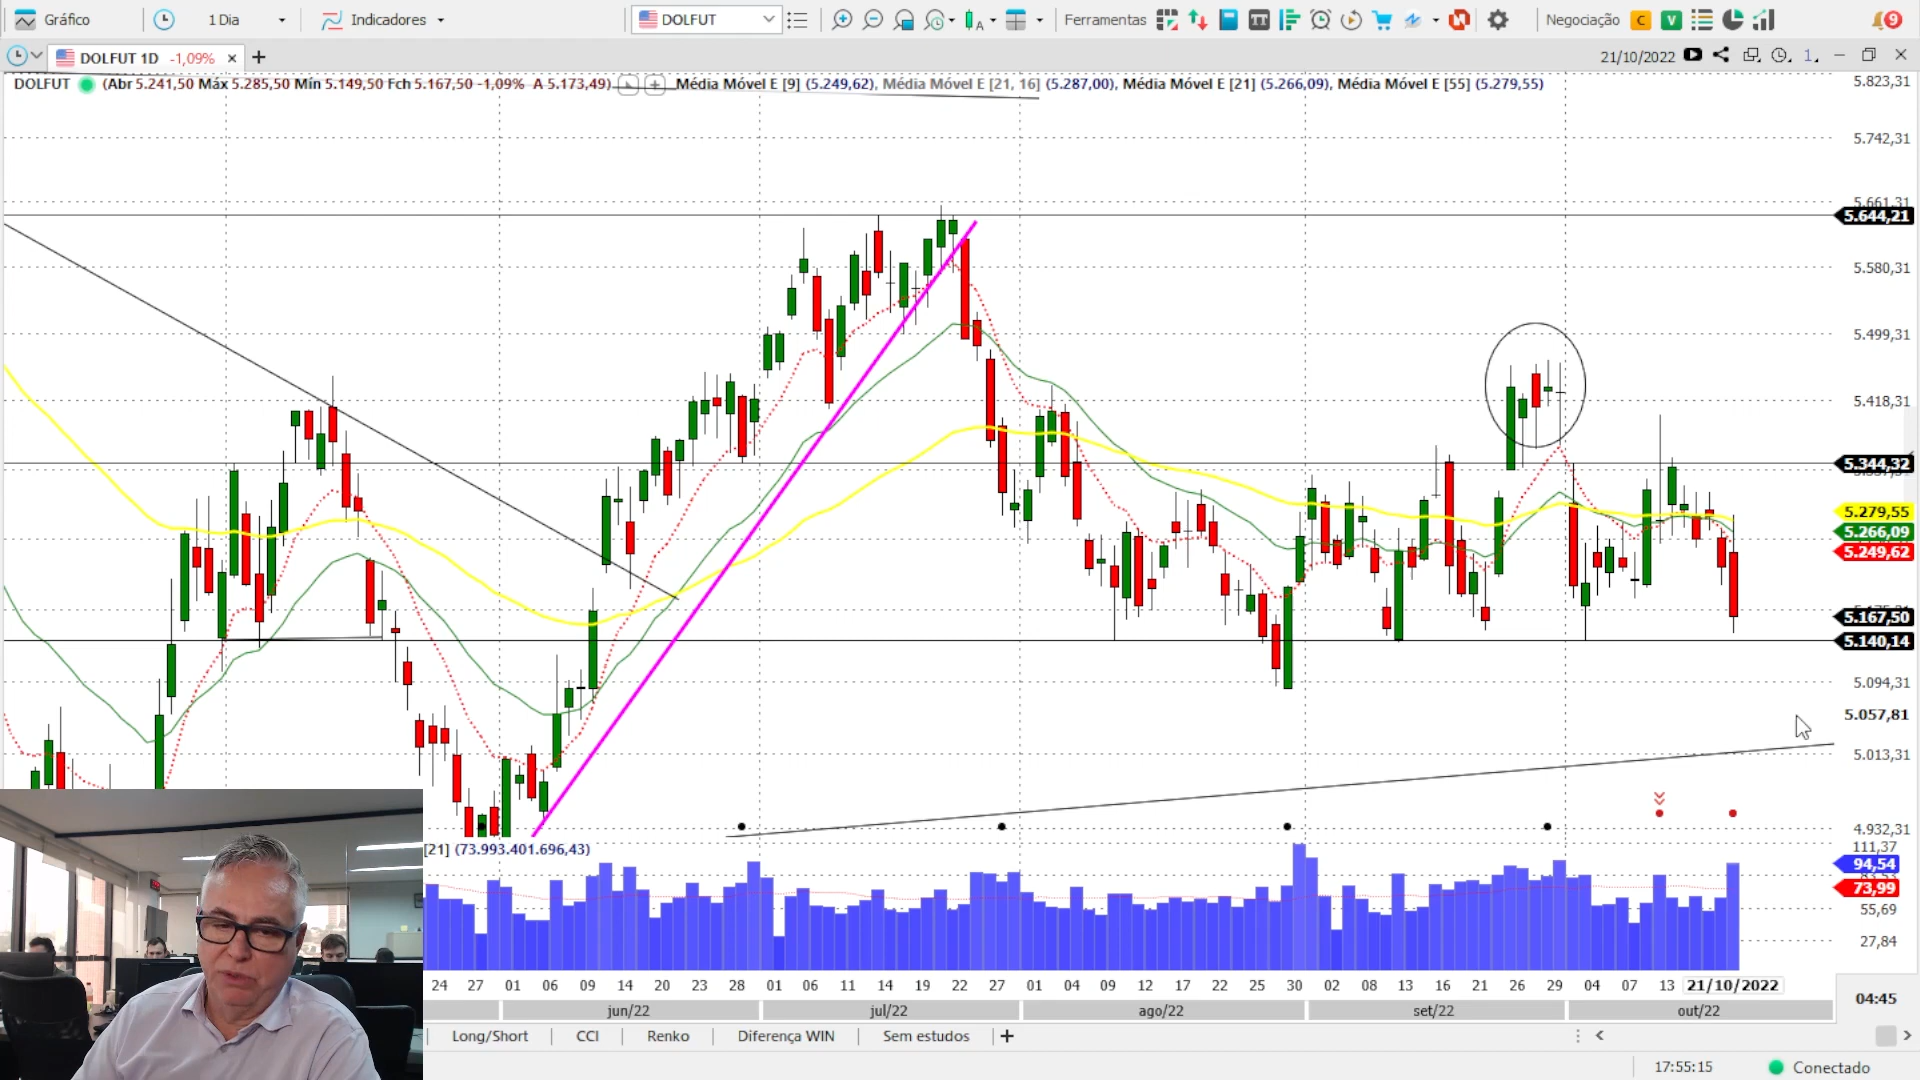 Gráfico
1 Dia
Indicadores
DOLFUT
Ferramentas
Negociação
C
V
9
DOLFUT 1D -1,09%
21/10/2022
DOLFUT (Abr 5.241,50 Máx 5.285,50 Mín 5.149,50 Fch 5.167,50 -1,09% A 5.173,49) Média Móvel E [9] (5.249,62), Média Móvel E [21, 16] (5.287,00), Média Móvel E [21] (5.266,09), Média Móvel E [55] (5.279,55)
5.823,31
5.742,31
5.661,31
5.644,21
5.580,31
5.499,31
5.418,31
5.344,32
5.279,55
5.266,09
5.249,62
5.167,50
5.140,14
5.094,31
5.057,81
5.013,31
4.932,31
[21] (73.993.401.696,43)
111,37
94,54
73,99
55,69
27,84
24 27 01 06 09 14 20 23 28 01 06 11 14 19 22 27 01 04 09 12 17 22 25 30 02 08 13 16 21 26 29 04 07 13 21/10/2022
04:45
jun/22 jul/22 ago/22 set/22 out/22
Long/Short CCI Renko Diferença WIN Sem estudos
17:55:15 Conectado